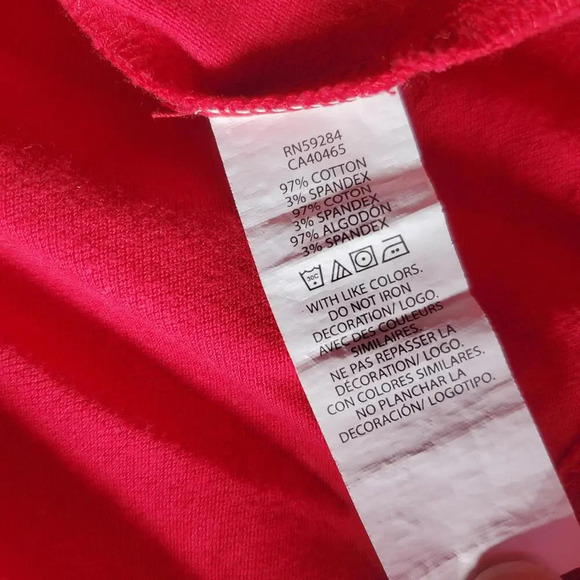 RN59284
CA40465
97% COTTON
3% SPANDEX
97% COTON
3% SPANDEX
97% ALGODÓN
3% SPANDEX
30C
WITH LIKE COLORS.
DO NOT IRON
DECORATION/ LOGO.
AVEC DES COULEURS
SIMILAIRES.
NE PAS REPASSER LA
DÉCORATION/ LOGO.
CON COLORES SIMILARES.
NO PLANCHAR LA
DECORACIÓN/ LOGOTIPO.